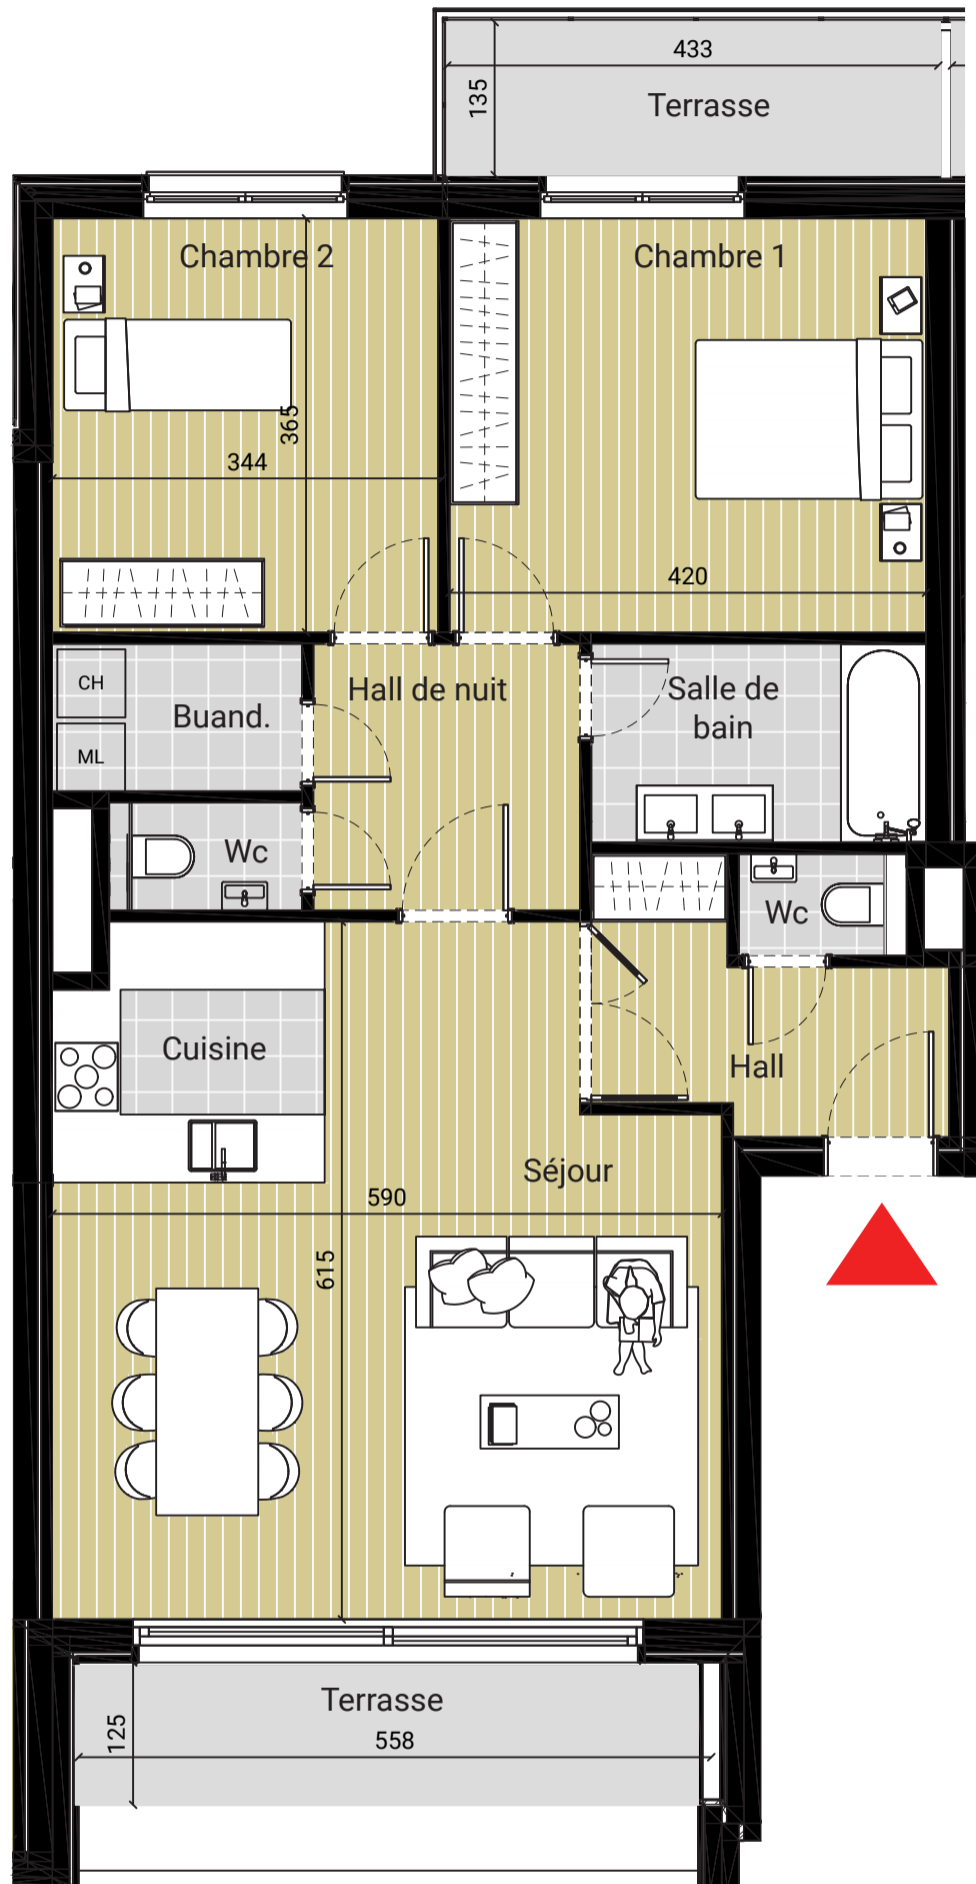 433
135
Terrasse
Chambre 2
Chambre 1
365
344
420
CH
Buand.
ML
Hall de nuit
Salle de
bain
Wc
Wc
Cuisine
Hall
Séjour
590
615
Terrasse
125
558